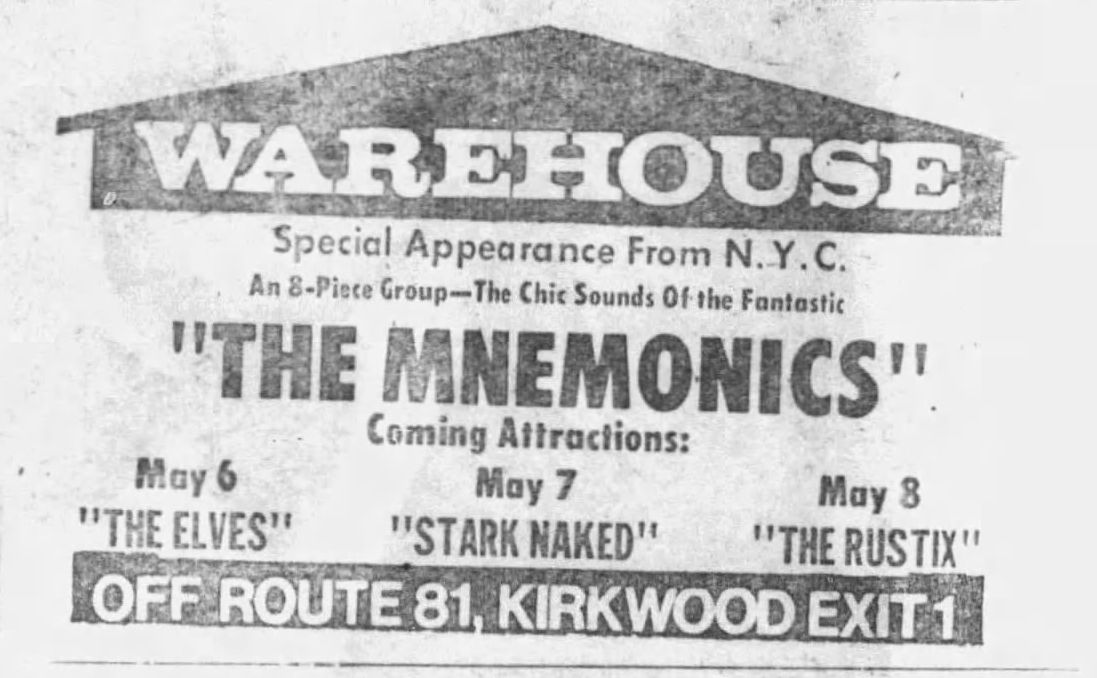 WAREHOUSE
Special Appearance From N.Y.C.
An 8-Piece Group—The Chic Sounds Of the Fantastic
"THE MNEMONICS"
Coming Attractions:
May 6 May 7 May 8
"THE ELVES" "STARK NAKED" "THE RUSTIX"
OFF ROUTE 81, KIRKWOOD EXIT 1